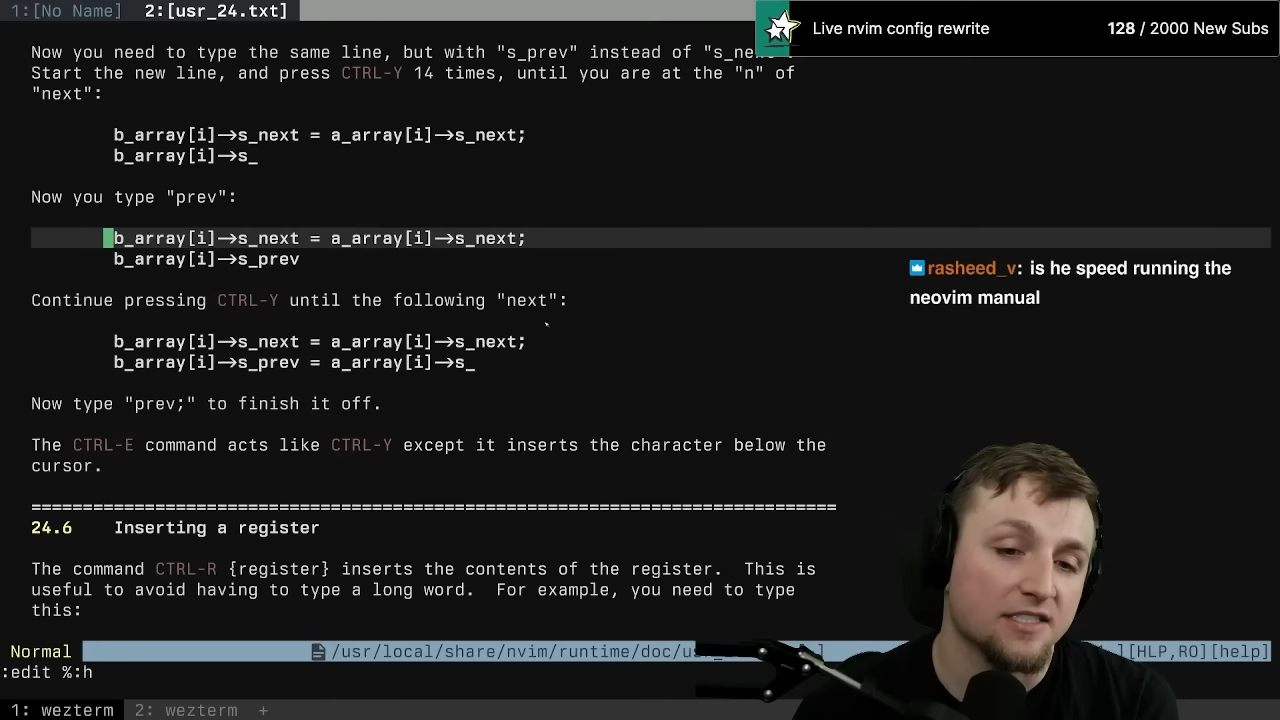 1:[No Name]  2:[usr_24.txt]
Live nvim config rewrite
128 / 2000 New Subs
Now you need to type the same line, but with "s_prev" instead of "s_ne
Start the new line, and press CTRL-Y 14 times, until you are at the "n" of
"next":
b_array[i]->s_next = a_array[i]->s_next;
b_array[i]->s_
Now you type "prev":
b_array[i]->s_next = a_array[i]->s_next;
b_array[i]->s_prev
rasheed_v: is he speed running the
neovim manual
Continue pressing CTRL-Y until the following "next":
b_array[i]->s_next = a_array[i]->s_next;
b_array[i]->s_prev = a_array[i]->s_
Now type "prev;" to finish it off.
The CTRL-E command acts like CTRL-Y except it inserts the character below the
cursor.
==============================================================================
24.6    Inserting a register
The command CTRL-R {register} inserts the contents of the register.  This is
useful to avoid having to type a long word.  For example, you need to type
this:
Normal /usr/local/share/nvim/runtime/doc/us ][HLP,RO][help]
:edit %:h
1: wezterm  2: wezterm  +